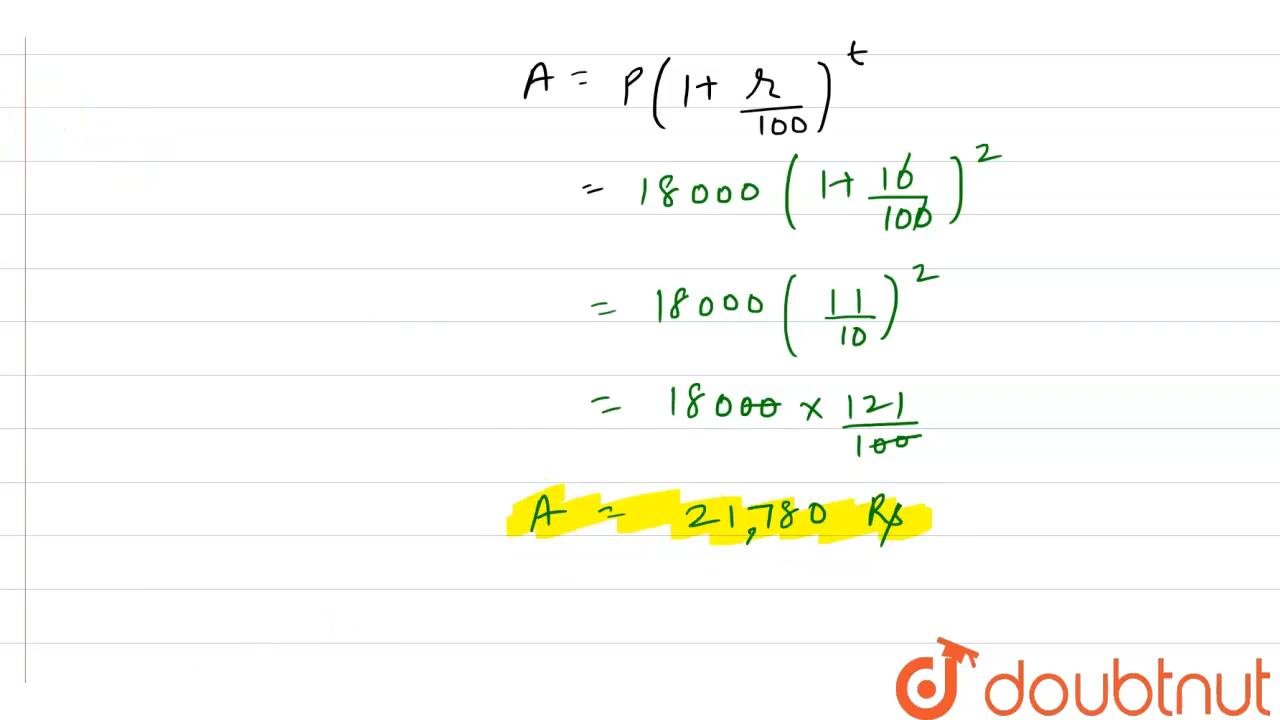 A = P(1+ r/100)^t
= 18000 (1+ 10/100)^2
= 18000 (11/10)^2
= 18000 × 121/100
A = 21,780 Rs
doubtnut